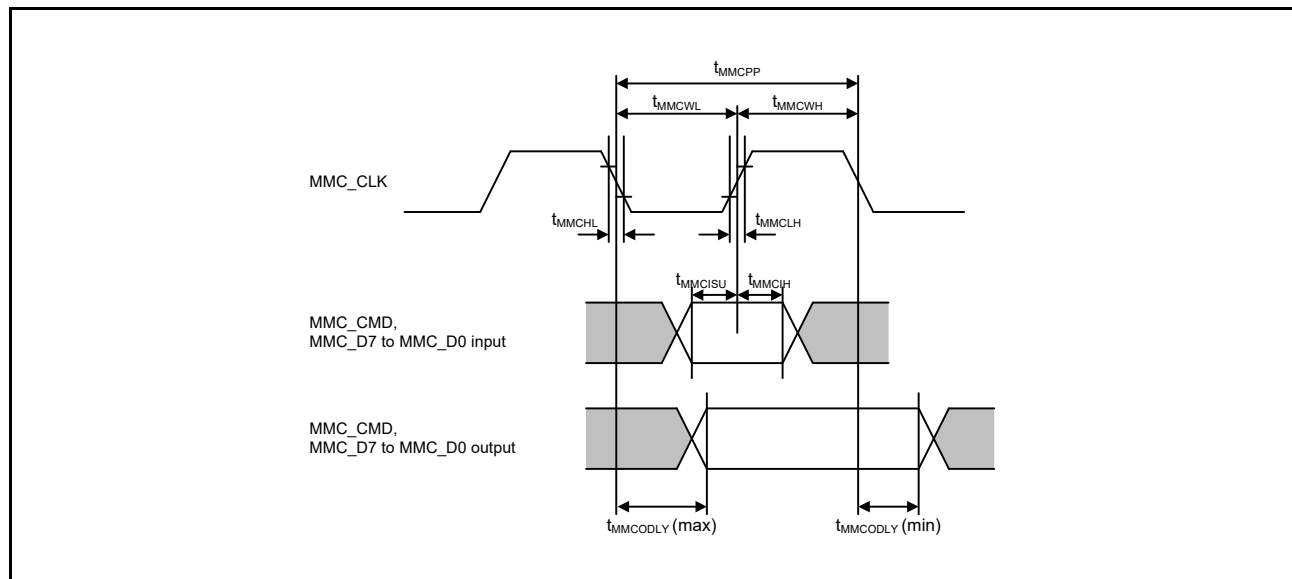 tMMCPP
tMMCWL
tMMCWH
MMC_CLK
tMMCHL
tMMCLH
tMMCISU
tMMCIH
MMC_CMD,
MMC_D7 to MMC_D0 input
MMC_CMD,
MMC_D7 to MMC_D0 output
tMMCODLY (max)
tMMCODLY (min)